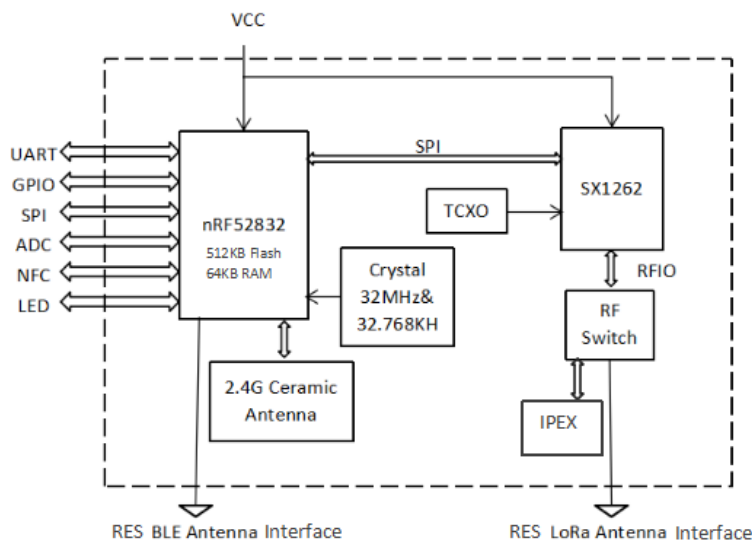 VCC
UART
GPIO
SPI
ADC
NFC
LED
nRF52832
512KB Flash
64KB RAM
SPI
SX1262
TCXO
Crystal
32MHz&
32.768KH
RFIO
RF
Switch
2.4G Ceramic
Antenna
IPEX
RES BLE Antenna Interface
RES LoRa Antenna Interface